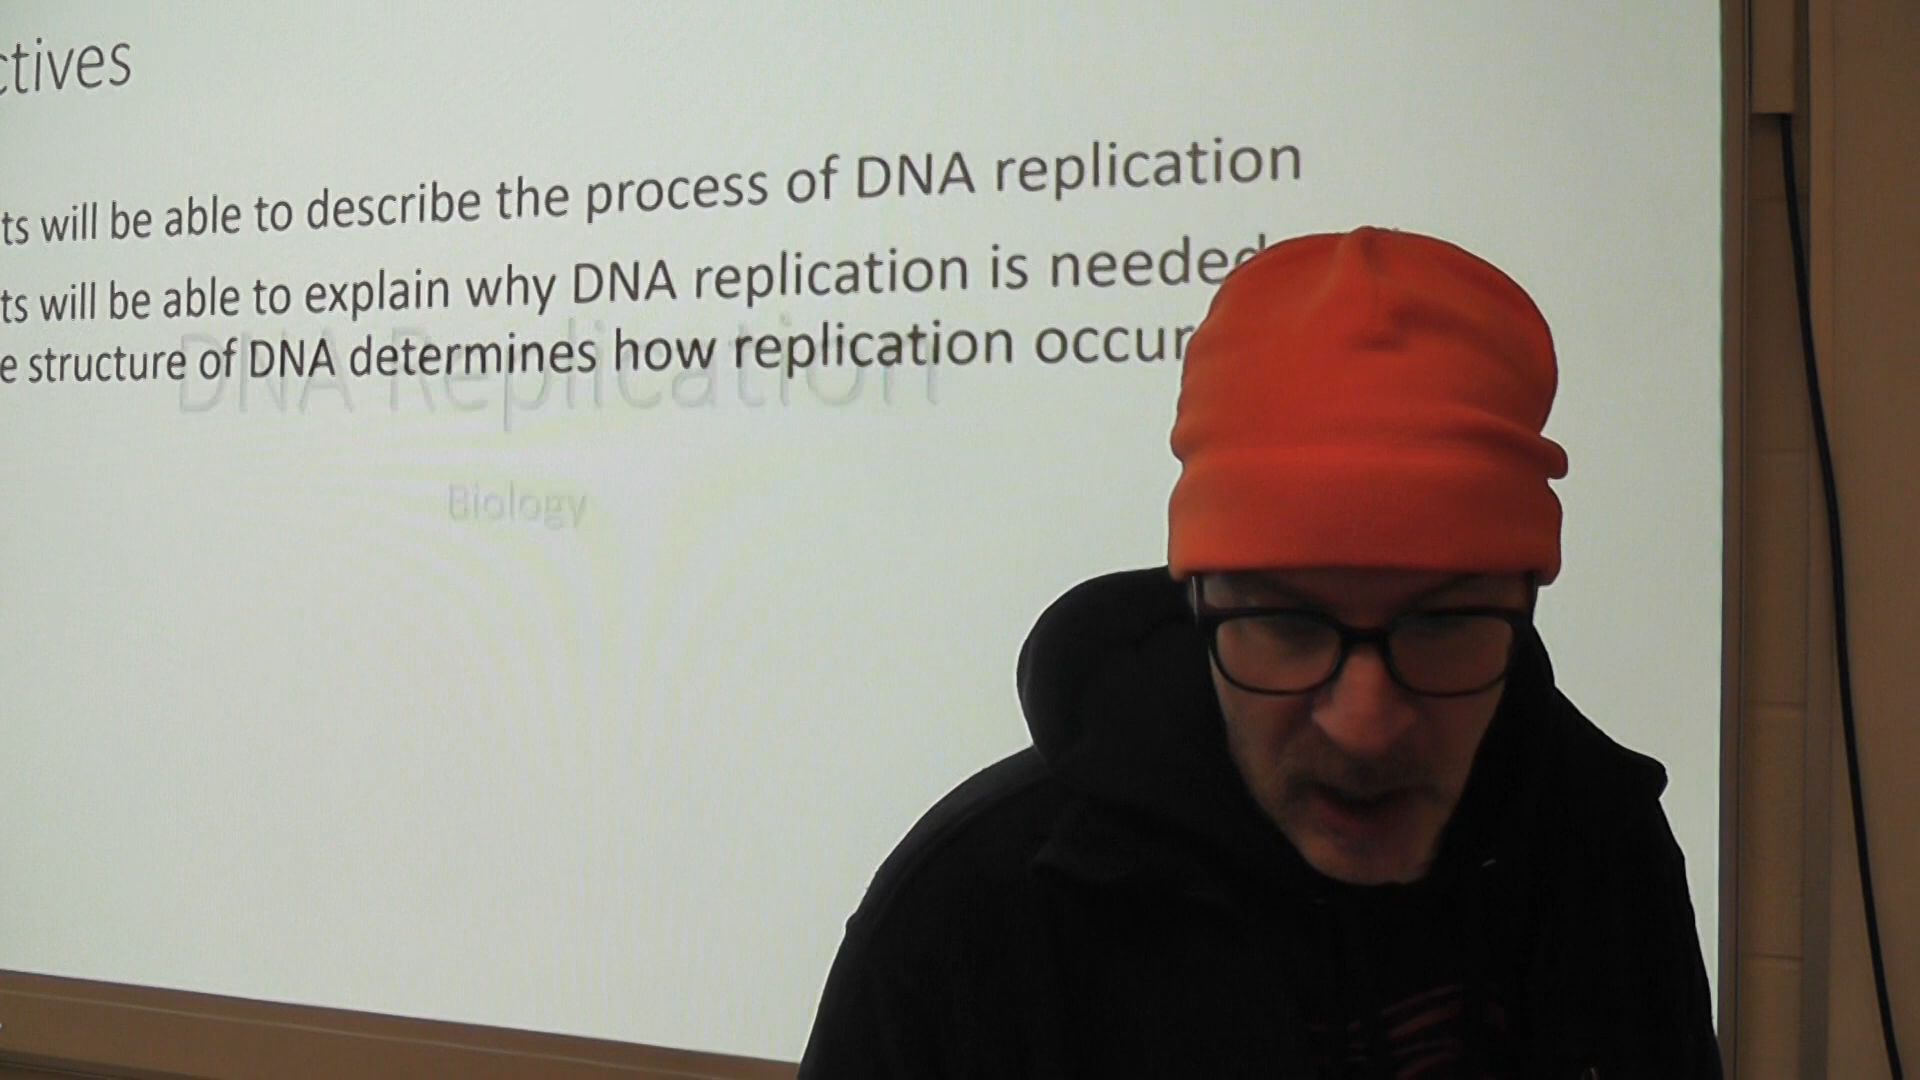 ctives
ts will be able to describe the process of DNA replication
ts will be able to explain why DNA replication is needed
e structure of DNA determines how replication occur
DNA Replication
Biology